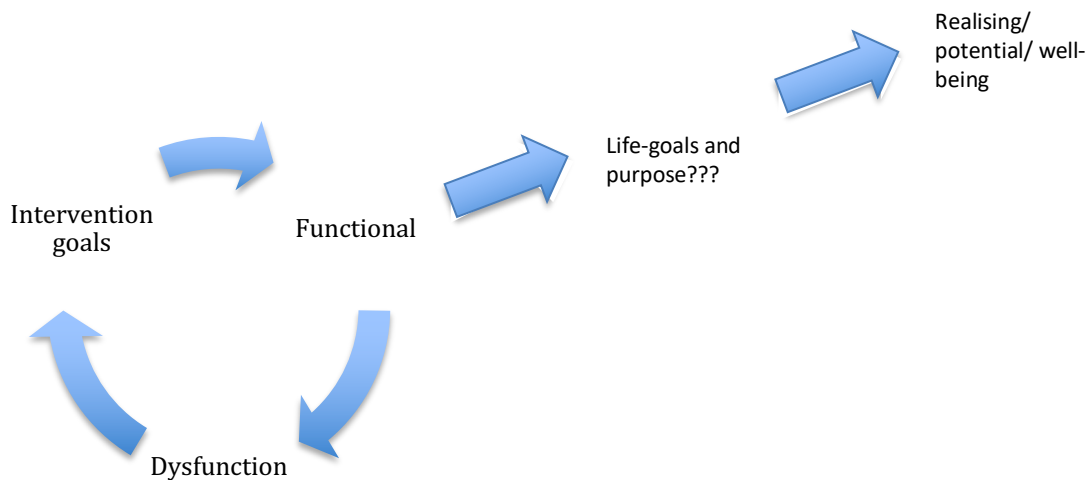 Realising/
potential/ well-
being
Life-goals and
purpose???
Intervention
goals
Functional
Dysfunction